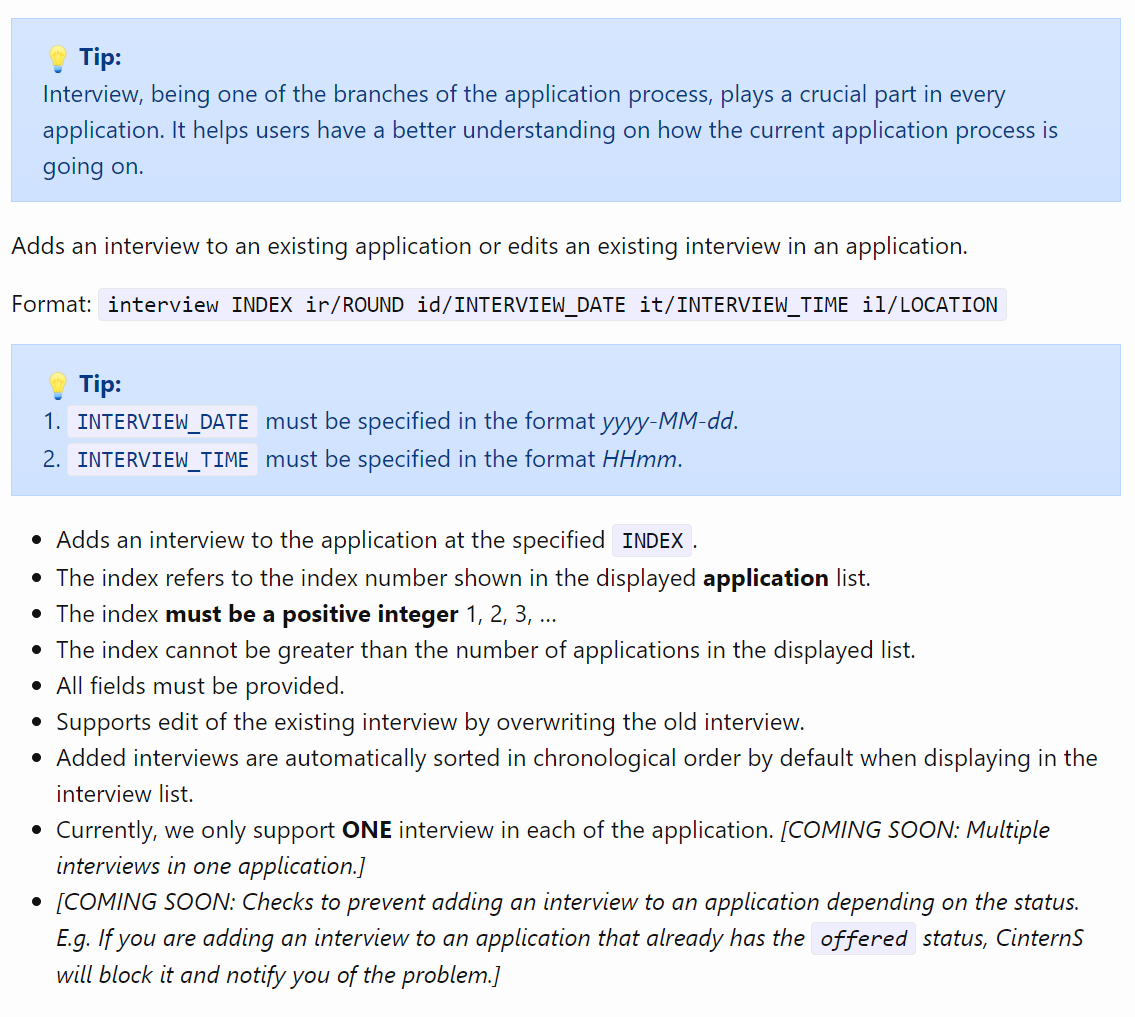 💡 Tip:
Interview, being one of the branches of the application process, plays a crucial part in every
application. It helps users have a better understanding on how the current application process is
going on.
Adds an interview to an existing application or edits an existing interview in an application.
Format: interview INDEX ir/ROUND id/INTERVIEW_DATE it/INTERVIEW_TIME il/LOCATION
💡 Tip:
1. INTERVIEW_DATE must be specified in the format yyyy-MM-dd.
2. INTERVIEW_TIME must be specified in the format HHmm.
• Adds an interview to the application at the specified INDEX.
• The index refers to the index number shown in the displayed application list.
• The index must be a positive integer 1, 2, 3, …
• The index cannot be greater than the number of applications in the displayed list.
• All fields must be provided.
• Supports edit of the existing interview by overwriting the old interview.
• Added interviews are automatically sorted in chronological order by default when displaying in the
interview list.
• Currently, we only support ONE interview in each of the application. [COMING SOON: Multiple
interviews in one application.]
• [COMING SOON: Checks to prevent adding an interview to an application depending on the status.
E.g. If you are adding an interview to an application that already has the offered status, CinternS
will block it and notify you of the problem.]